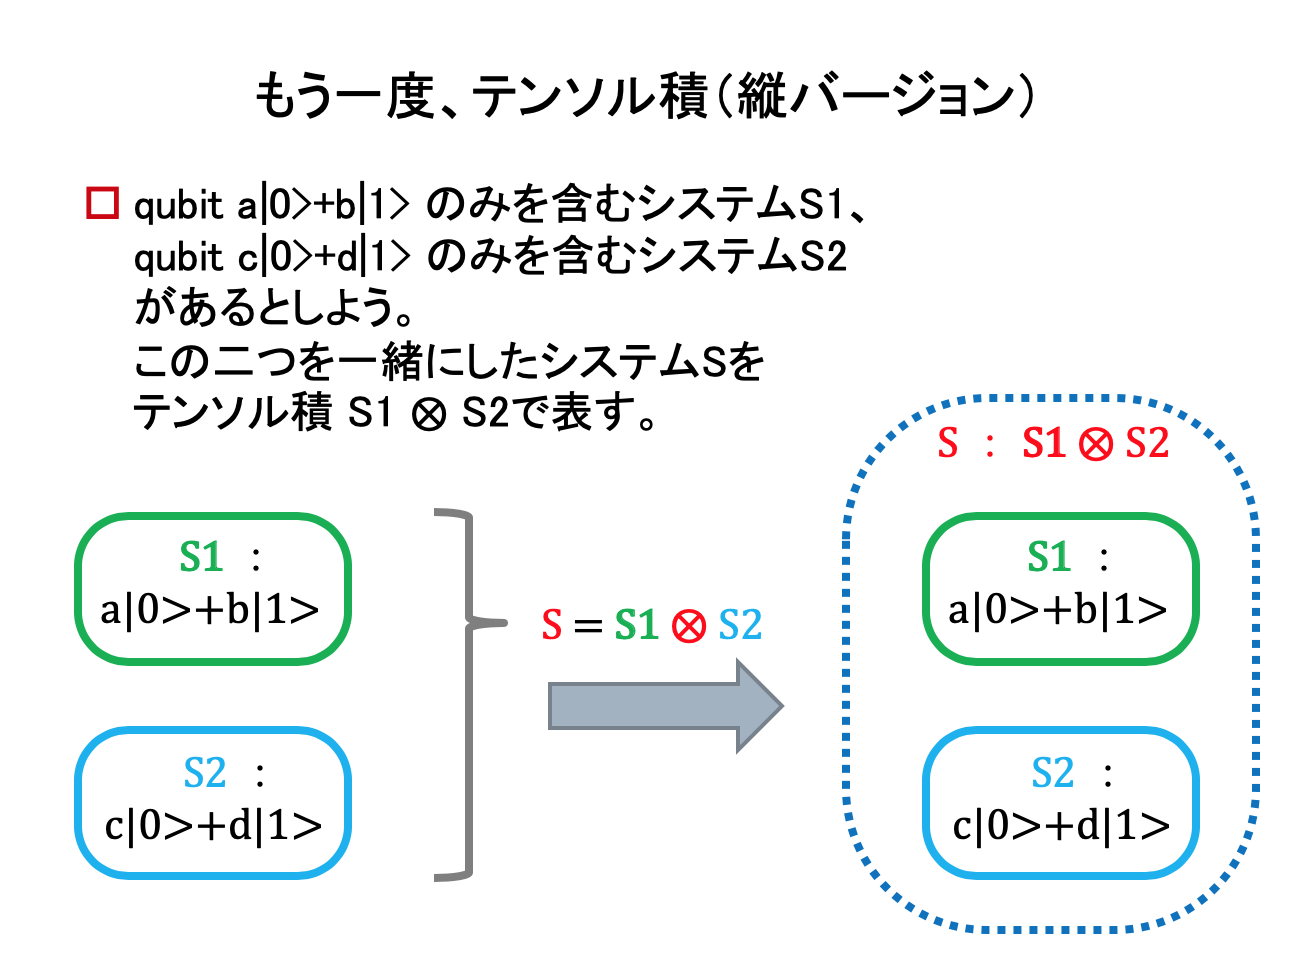 もう一度、テンソル積（縦バージョン）
qubit a|0>+b|1> のみを含むシステムS1、
qubit c|0>+d|1> のみを含むシステムS2
があるとしよう。
この二つを一緒にしたシステムSを
テンソル積 S1 ⊗ S2で表す。
S1 :
a|0>+b|1>
S2 :
c|0>+d|1>
S = S1 ⊗ S2
S : S1 ⊗ S2
S1 :
a|0>+b|1>
S2 :
c|0>+d|1>